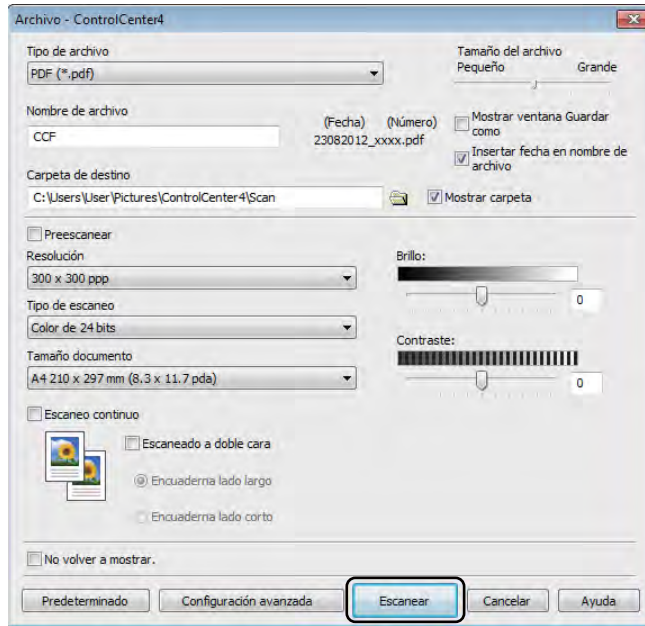 Archivo - ControlCenter4
Tipo de archivo
PDF (*.pdf)
Tamaño del archivo
Pequeño Grande
Nombre de archivo
CCF
(Fecha) (Número)
23082012_xxxx.pdf
Mostrar ventana Guardar
como
Insertar fecha en nombre de
archivo
Carpeta de destino
C:\Users\User\Pictures\ControlCenter4\Scan
Mostrar carpeta
Preescanear
Resolución
300 x 300 ppp
Tipo de escaneo
Color de 24 bits
Tamaño documento
A4 210 x 297 mm (8.3 x 11.7 pda)
Brillo:
0
Contraste:
0
Escaneo continuo
Escaneado a doble cara
Encuaderna lado largo
Encuaderna lado corto
No volver a mostrar.
Predeterminado Configuración avanzada Escanear Cancelar Ayuda